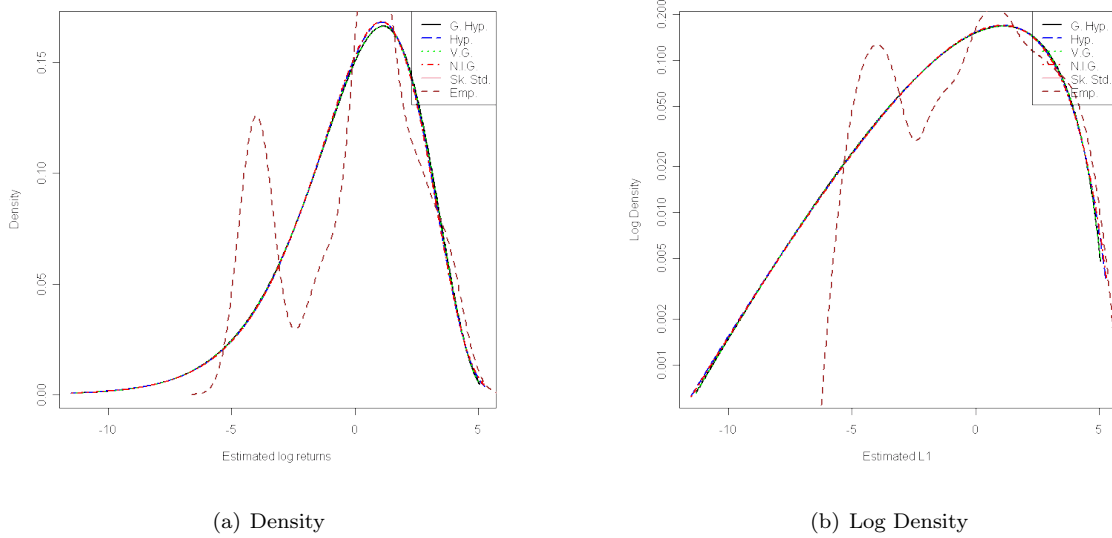 G. Hyp.
Hyp.
V.G.
N.I.G.
Sk. Std.
Emp.
0.15
0.10
0.05
0.00
Density
-10
-5
0
5
Estimated log returns
(a) Density
G. Hyp.
Hyp.
V.G.
N.I.G.
Sk. Std.
Emp.
0.200
0.100
0.050
0.020
0.010
0.005
0.002
0.001
Log Density
-10
-5
0
5
Estimated L1
(b) Log Density